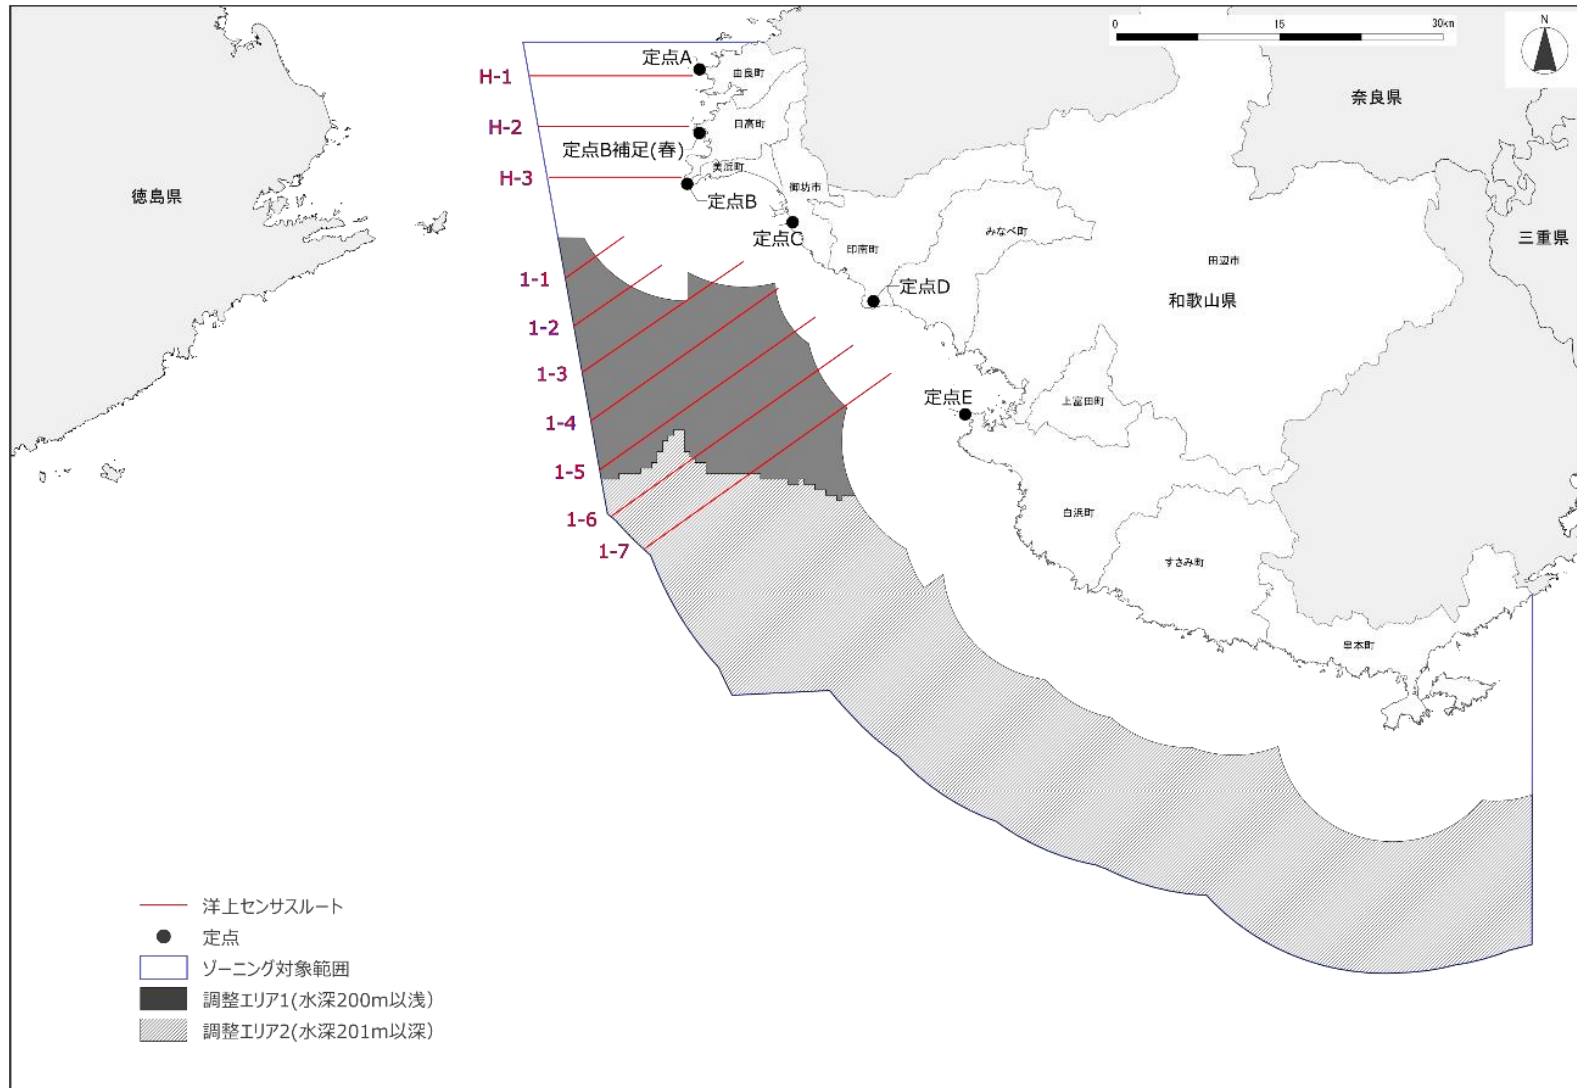 0 15 30km
N
定点A
由良町
H-1
奈良県
H-2
日高町
定点B補足(春)
美浜町
H-3
御坊市
徳島県
定点B
定点C
みなべ町
三重県
印南町
田辺市
1-1
定点D
和歌山県
1-2
1-3
定点E
上富田町
1-4
1-5
1-6
白浜町
1-7
すさみ町
串本町
洋上センサスルート
定点
ゾーニング対象範囲
調整エリア1(水深200m以浅)
調整エリア2(水深201m以深)